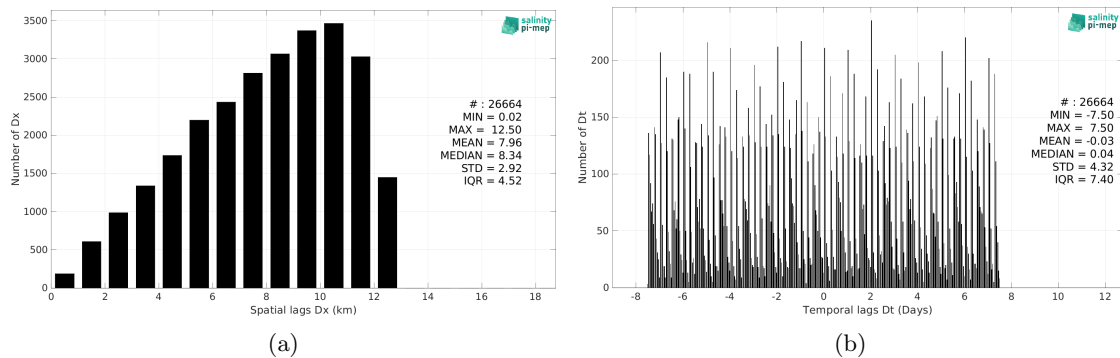 3500
3000
2500
2000
1500
1000
500
0
Number of Dx
0 2 4 6 8 10 12 14 16 18
Spatial lags Dx (km)
salinity
pi-mep
# : 26664
MIN = 0.02
MAX = 12.50
MEAN = 7.96
MEDIAN = 8.34
STD = 2.92
IQR = 4.52
(a)
200
150
100
50
0
Number of Dt
-8 -6 -4 -2 0 2 4 6 8 10 12
Temporal lags Dt (Days)
salinity
pi-mep
# : 26664
MIN = -7.50
MAX = 7.50
MEAN = -0.03
MEDIAN = 0.04
STD = 4.32
IQR = 7.40
(b)